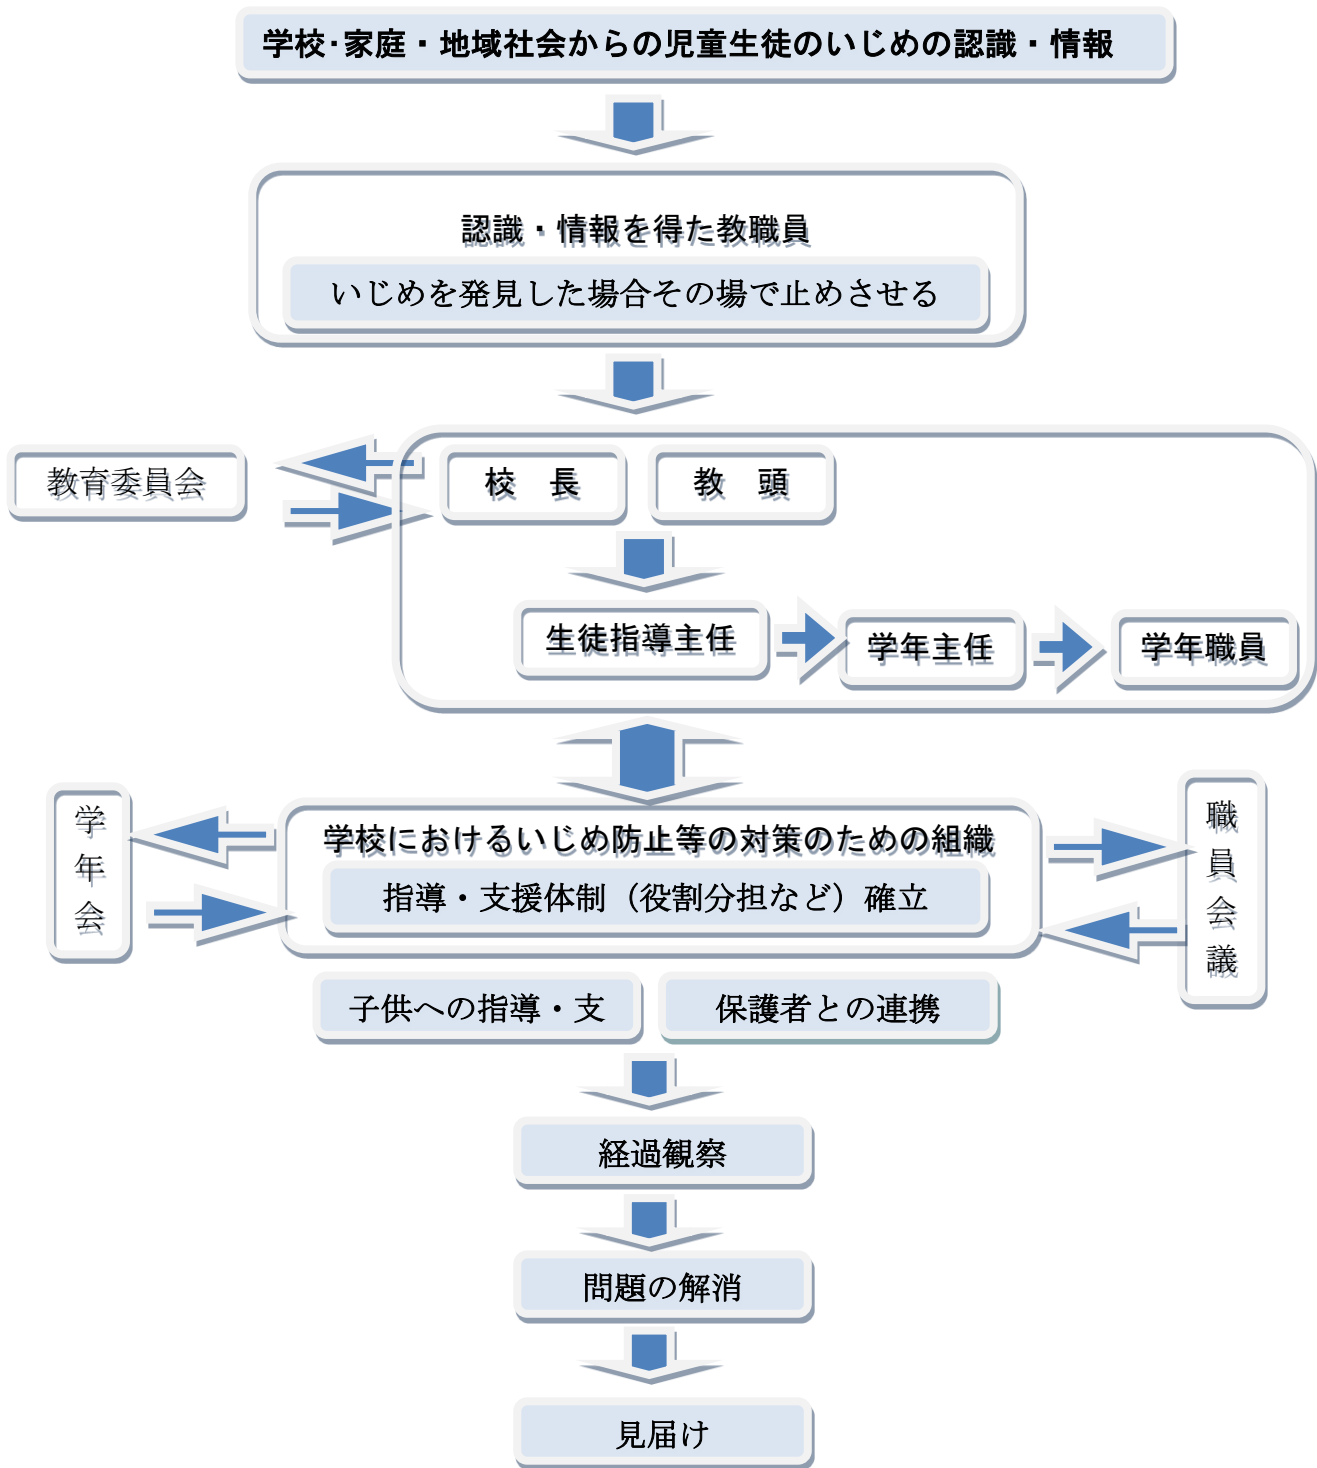 学校･家庭・地域社会からの児童生徒のいじめの認識・情報
認識・情報を得た教職員
いじめを発見した場合その場で止めさせる
教育委員会
校　長
教　頭
生徒指導主任
学年主任
学年職員
学年会
学校におけるいじめ防止等の対策のための組織
指導・支援体制（役割分担など）確立
職員会議
子供への指導・支
保護者との連携
経過観察
問題の解消
見届け